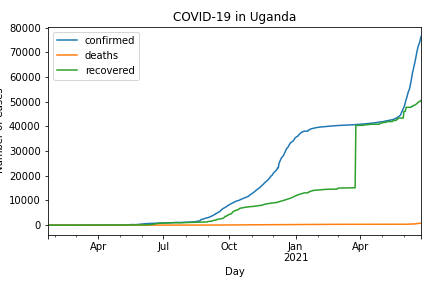 COVID-19 in Uganda
80000
70000
60000
50000
40000
30000
20000
10000
0
confirmed
deaths
recovered
Apr
Jul
Oct
Jan
2021
Apr
Day